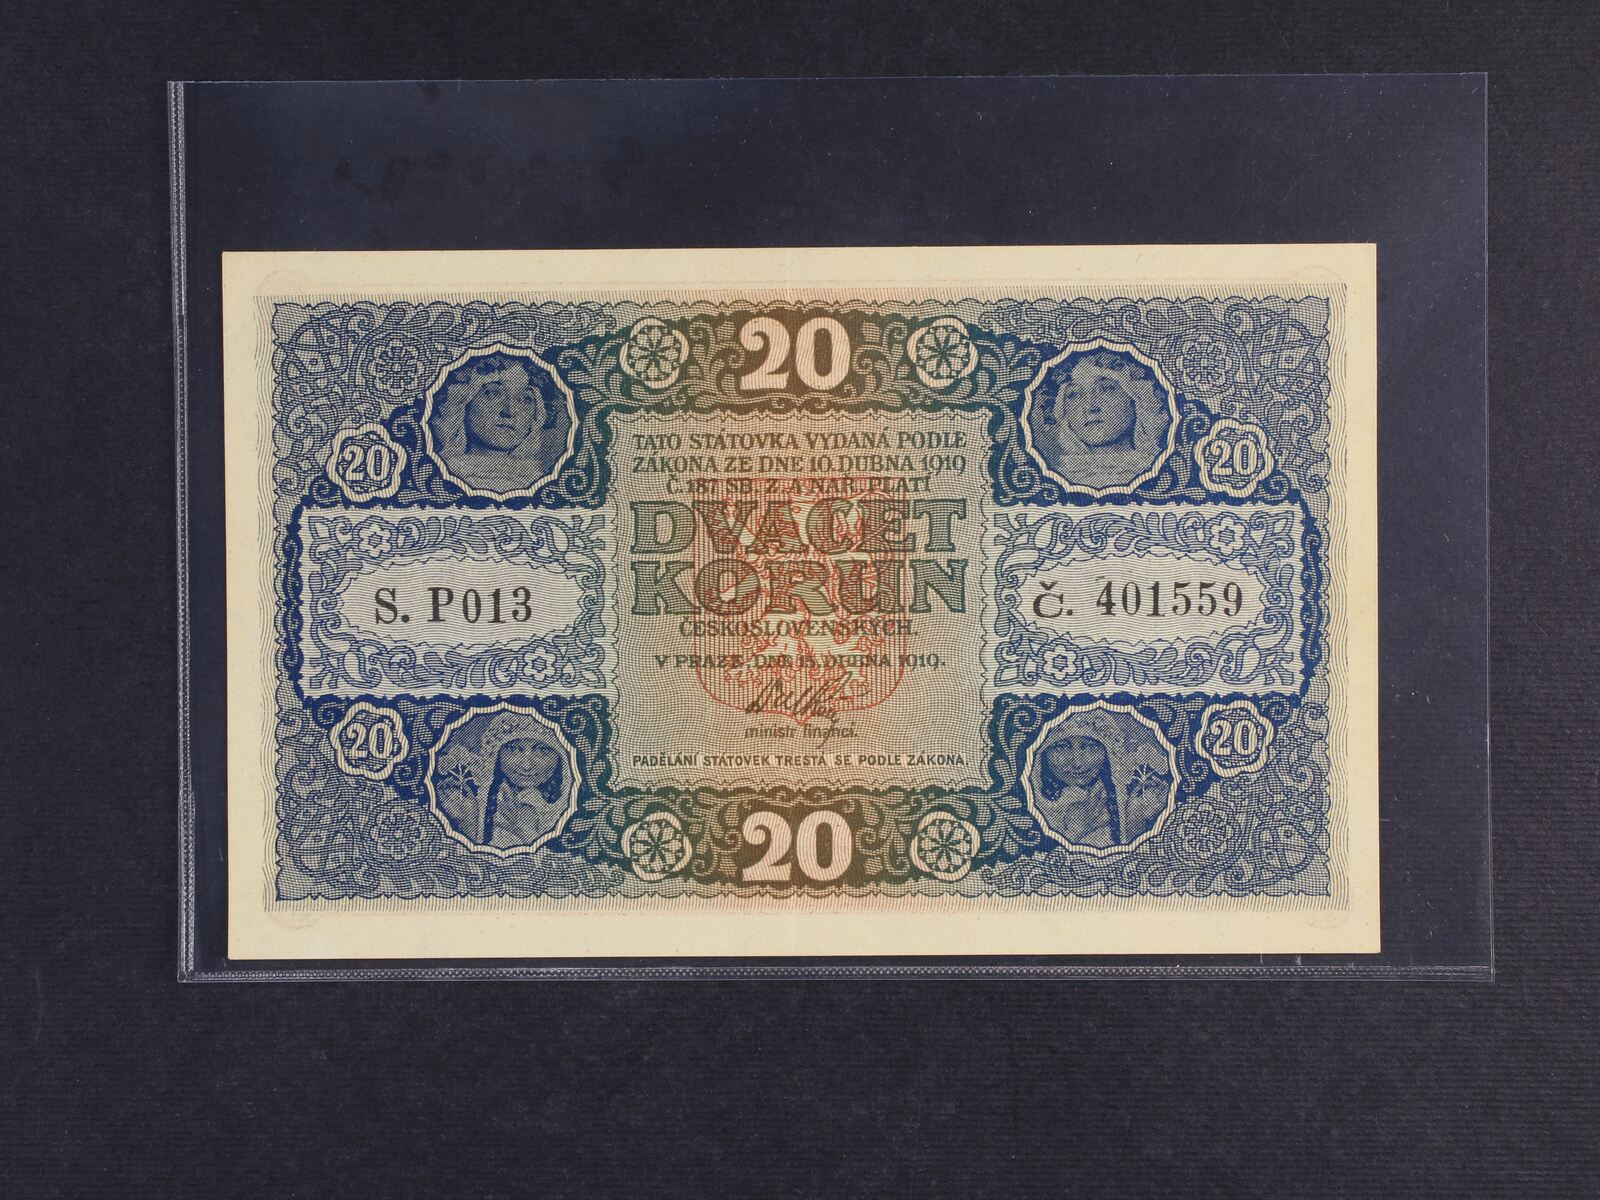 20
TATO STÁTOVKA VYDANÁ PODLE
ZÁKONA ZE DNE 10. DUBNA 1919
Č. 187 SB. Z. A NAŘ. PLATÍ
DVACET
KORUN
ČESKOSLOVENSKÝCH.
V PRAZE, DNE 15. DUBNA 1919.
ministr financí.
PADĚLÁNÍ STÁTOVEK TRESTÁ SE PODLE ZÁKONA.
20
20
20
S. P013
Č. 401559
20
20